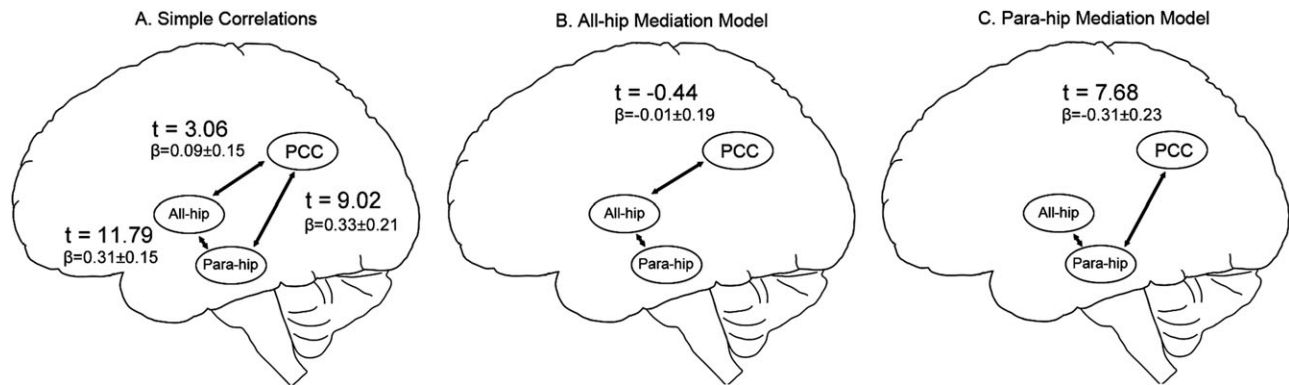 A. Simple Correlations
t = 3.06
β=0.09±0.15
PCC
t = 9.02
β=0.33±0.21
All-hip
t = 11.79
β=0.31±0.15
Para-hip
B. All-hip Mediation Model
t = -0.44
β=-0.01±0.19
PCC
All-hip
Para-hip
C. Para-hip Mediation Model
t = 7.68
β=-0.31±0.23
PCC
All-hip
Para-hip